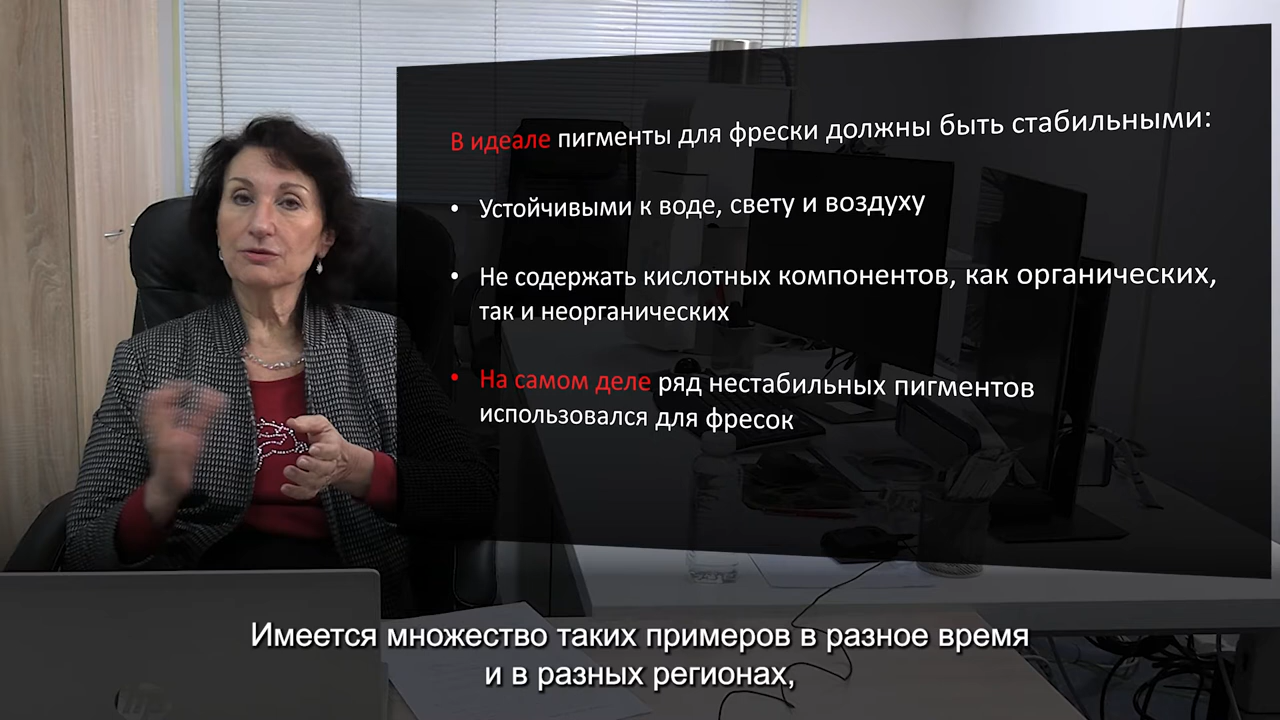 В идеале пигменты для фрески должны быть стабильными:
• Устойчивыми к воде, свету и воздуху
• Не содержать кислотных компонентов, как органических,
так и неорганических
• На самом деле ряд нестабильных пигментов
использовался для фресок
Имеется множество таких примеров в разное время
и в разных регионах,